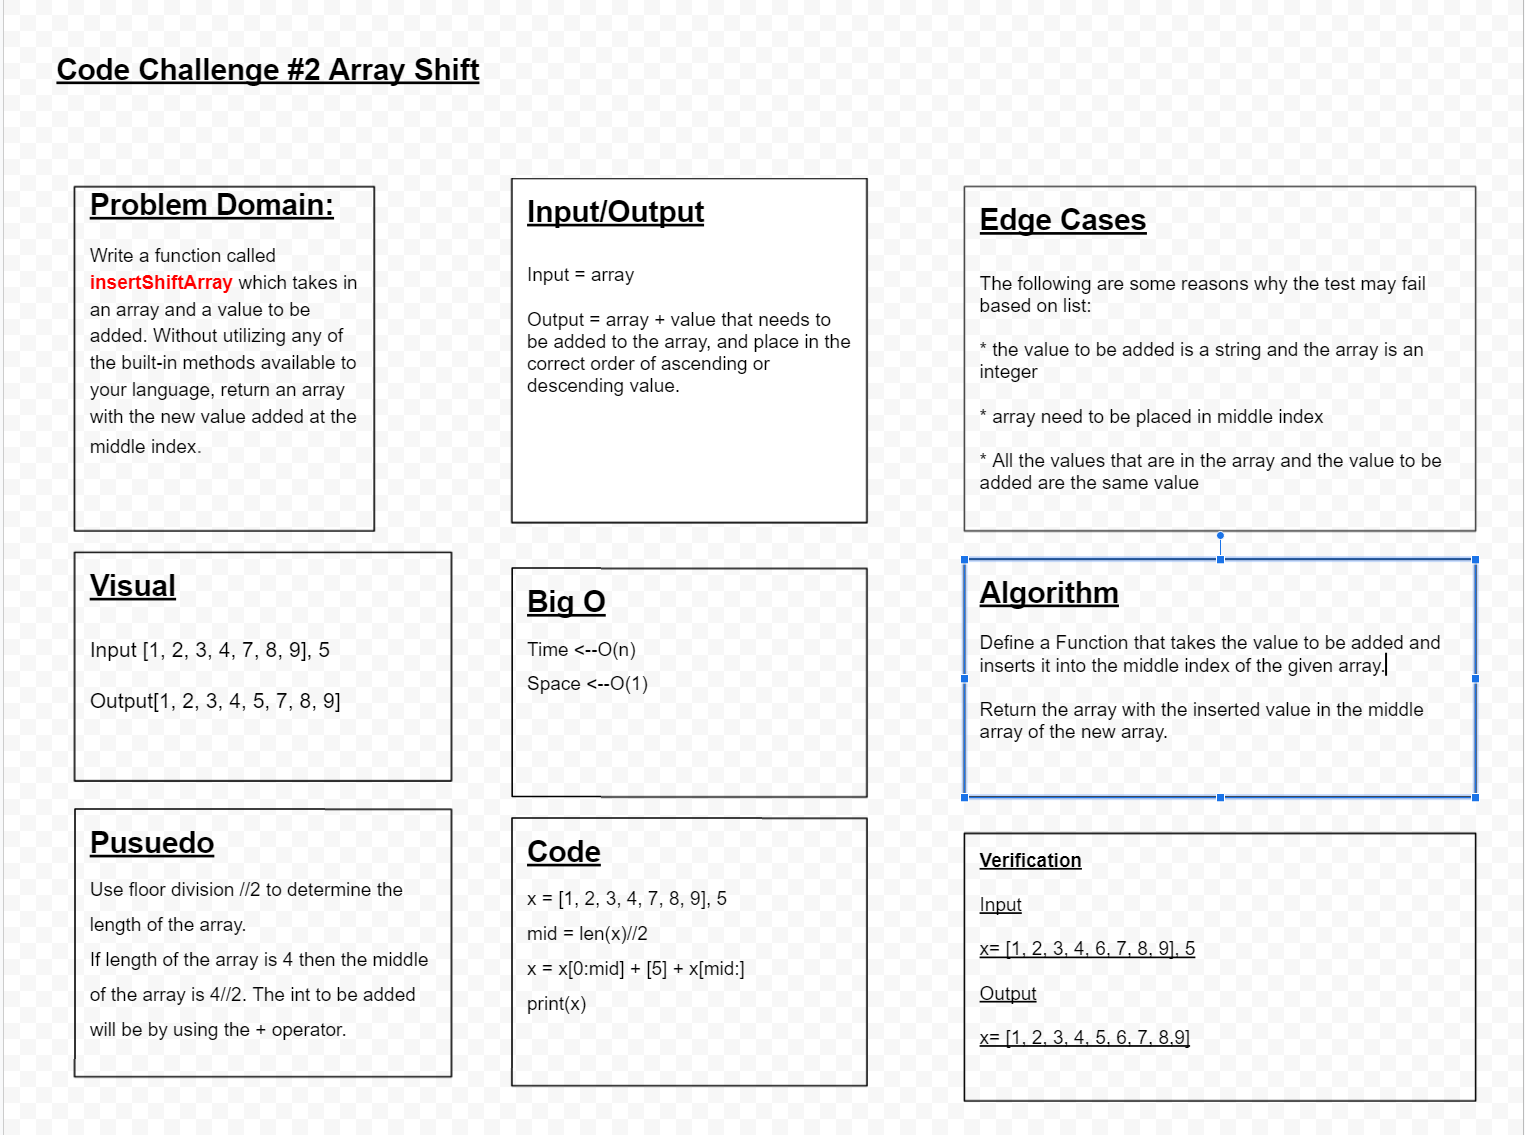 Code Challenge #2 Array Shift
Problem Domain:
Write a function called
insertShiftArray which takes in
an array and a value to be
added. Without utilizing any of
the built-in methods available to
your language, return an array
with the new value added at the
middle index.
Input/Output
Input = array
Output = array + value that needs to
be added to the array, and place in the
correct order of ascending or
descending value.
Edge Cases
The following are some reasons why the test may fail
based on list:
* the value to be added is a string and the array is an
integer
* array need to be placed in middle index
* All the values that are in the array and the value to be
added are the same value
Visual
Input [1, 2, 3, 4, 7, 8, 9], 5
Output[1, 2, 3, 4, 5, 7, 8, 9]
Big O
Time <--O(n)
Space <--O(1)
Algorithm
Define a Function that takes the value to be added and
inserts it into the middle index of the given array.
Return the array with the inserted value in the middle
array of the new array.
Pusuedo
Use floor division //2 to determine the
length of the array.
If length of the array is 4 then the middle
of the array is 4//2. The int to be added
will be by using the + operator.
Code
x = [1, 2, 3, 4, 7, 8, 9], 5
mid = len(x)//2
x = x[0:mid] + [5] + x[mid:]
print(x)
Verification
Input
x= [1, 2, 3, 4, 6, 7, 8, 9], 5
Output
x= [1, 2, 3, 4, 5, 6, 7, 8,9]